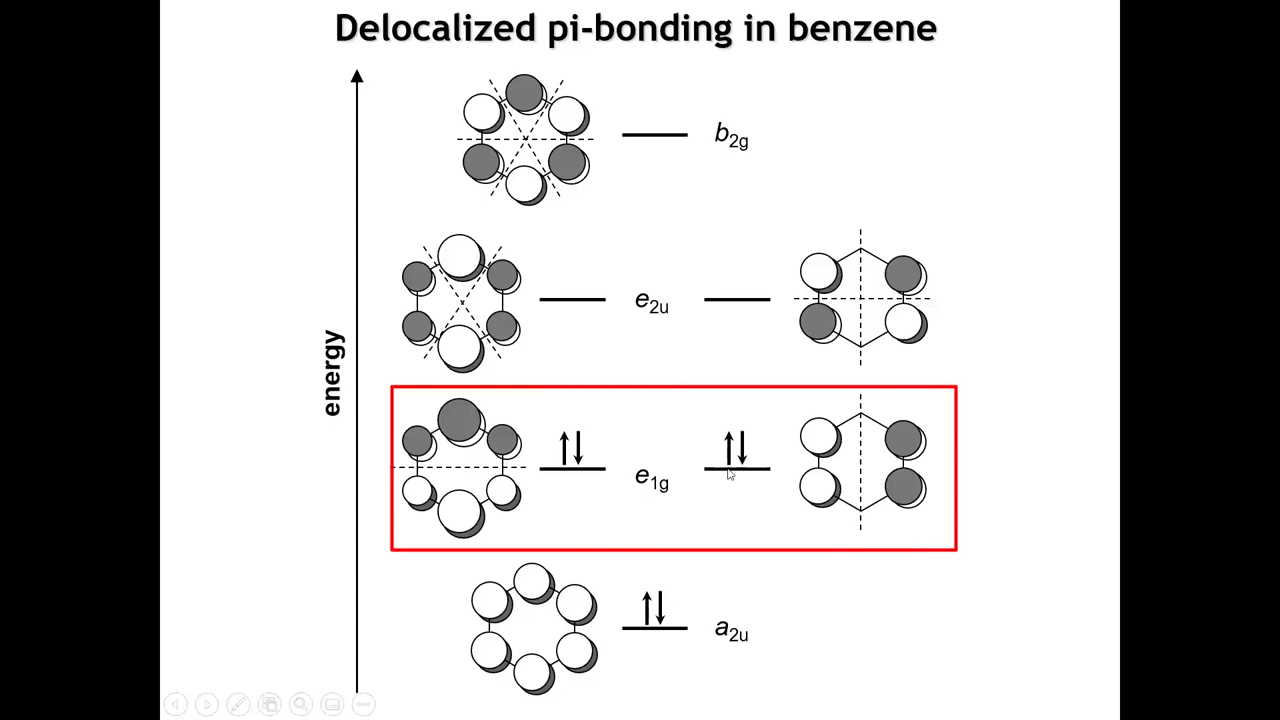 Delocalized pi-bonding in benzene
b2g
e2u
energy
e1g
a2u